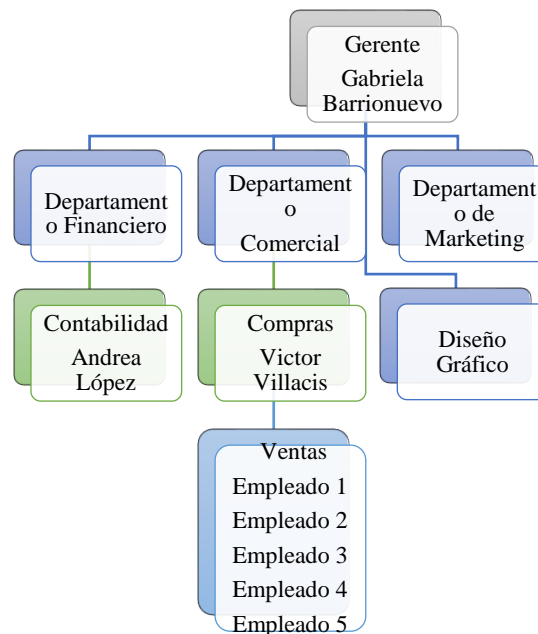 Gerente
Gabriela
Barrionuevo
Departament
o Financiero
Departament
o
Comercial
Departament
o de
Marketing
Contabilidad
Andrea
López
Compras
Victor
Villacis
Diseño
Gráfico
Ventas
Empleado 1
Empleado 2
Empleado 3
Empleado 4
Empleado 5